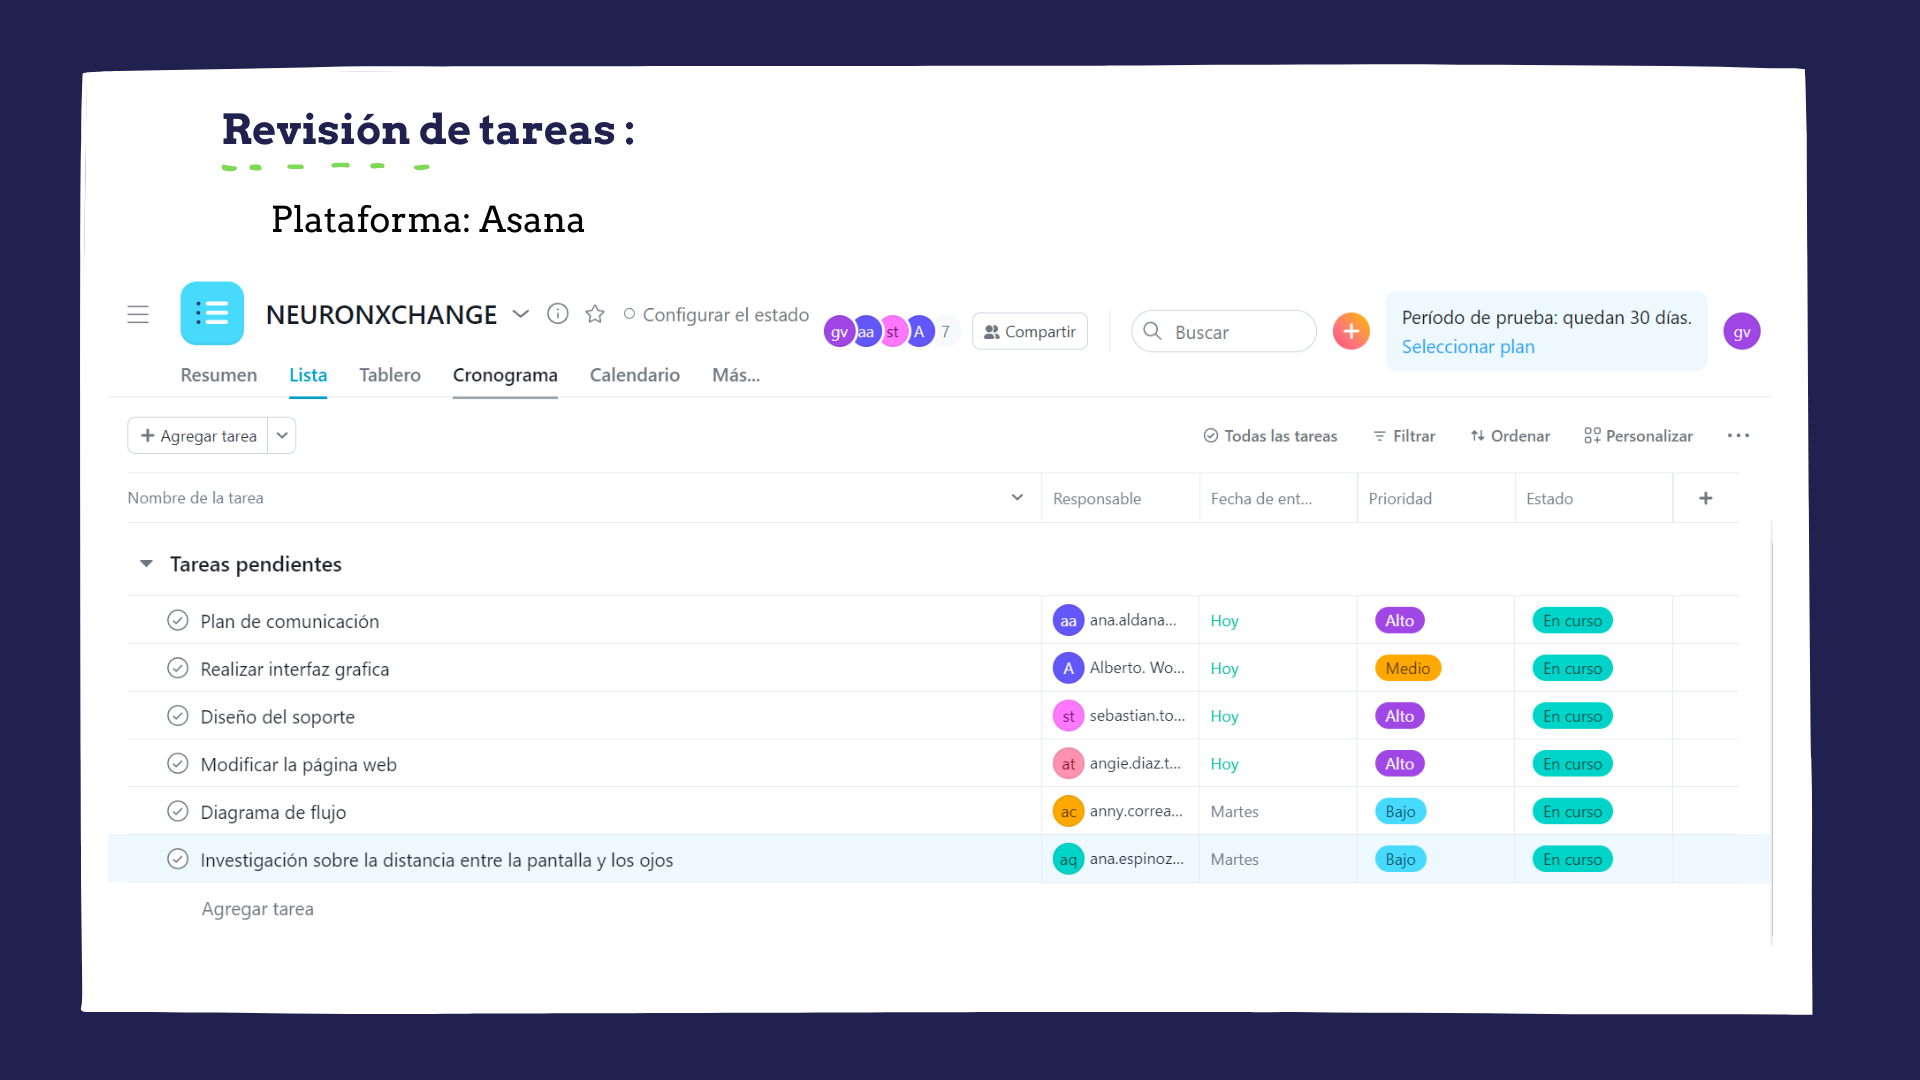 Revisión de tareas :
Plataforma: Asana
NEURONXCHANGE
Configurar el estado
gv aa st A 7
Compartir
Buscar
Período de prueba: quedan 30 días.
Seleccionar plan
gv
Resumen Lista Tablero Cronograma Calendario Más...
+ Agregar tarea
Todas las tareas Filtrar Ordenar Personalizar ...
Nombre de la tarea Responsable Fecha de ent... Prioridad Estado +
Tareas pendientes
Plan de comunicación aa ana.aldana... Hoy Alto En curso
Realizar interfaz grafica A Alberto. Wo... Hoy Medio En curso
Diseño del soporte st sebastian.to... Hoy Alto En curso
Modificar la página web at angie.diaz.t... Hoy Alto En curso
Diagrama de flujo ac anny.correa... Martes Bajo En curso
Investigación sobre la distancia entre la pantalla y los ojos aq ana.espinoz... Martes Bajo En curso
Agregar tarea